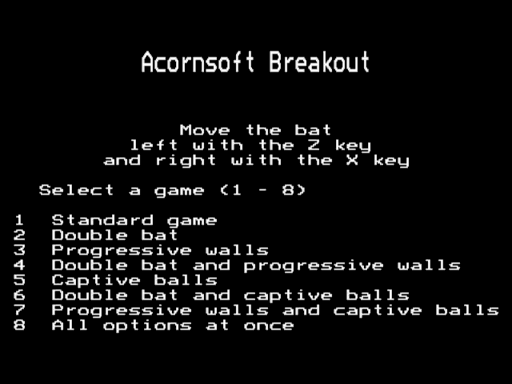 Acornsoft Breakout
Move the bat
left with the Z key
and right with the X key
Select a game (1 - 8)
1 Standard game
2 Double bat
3 Progressive walls
4 Double bat and progressive walls
5 Captive balls
6 Double bat and captive balls
7 Progressive walls and captive balls
8 All options at once